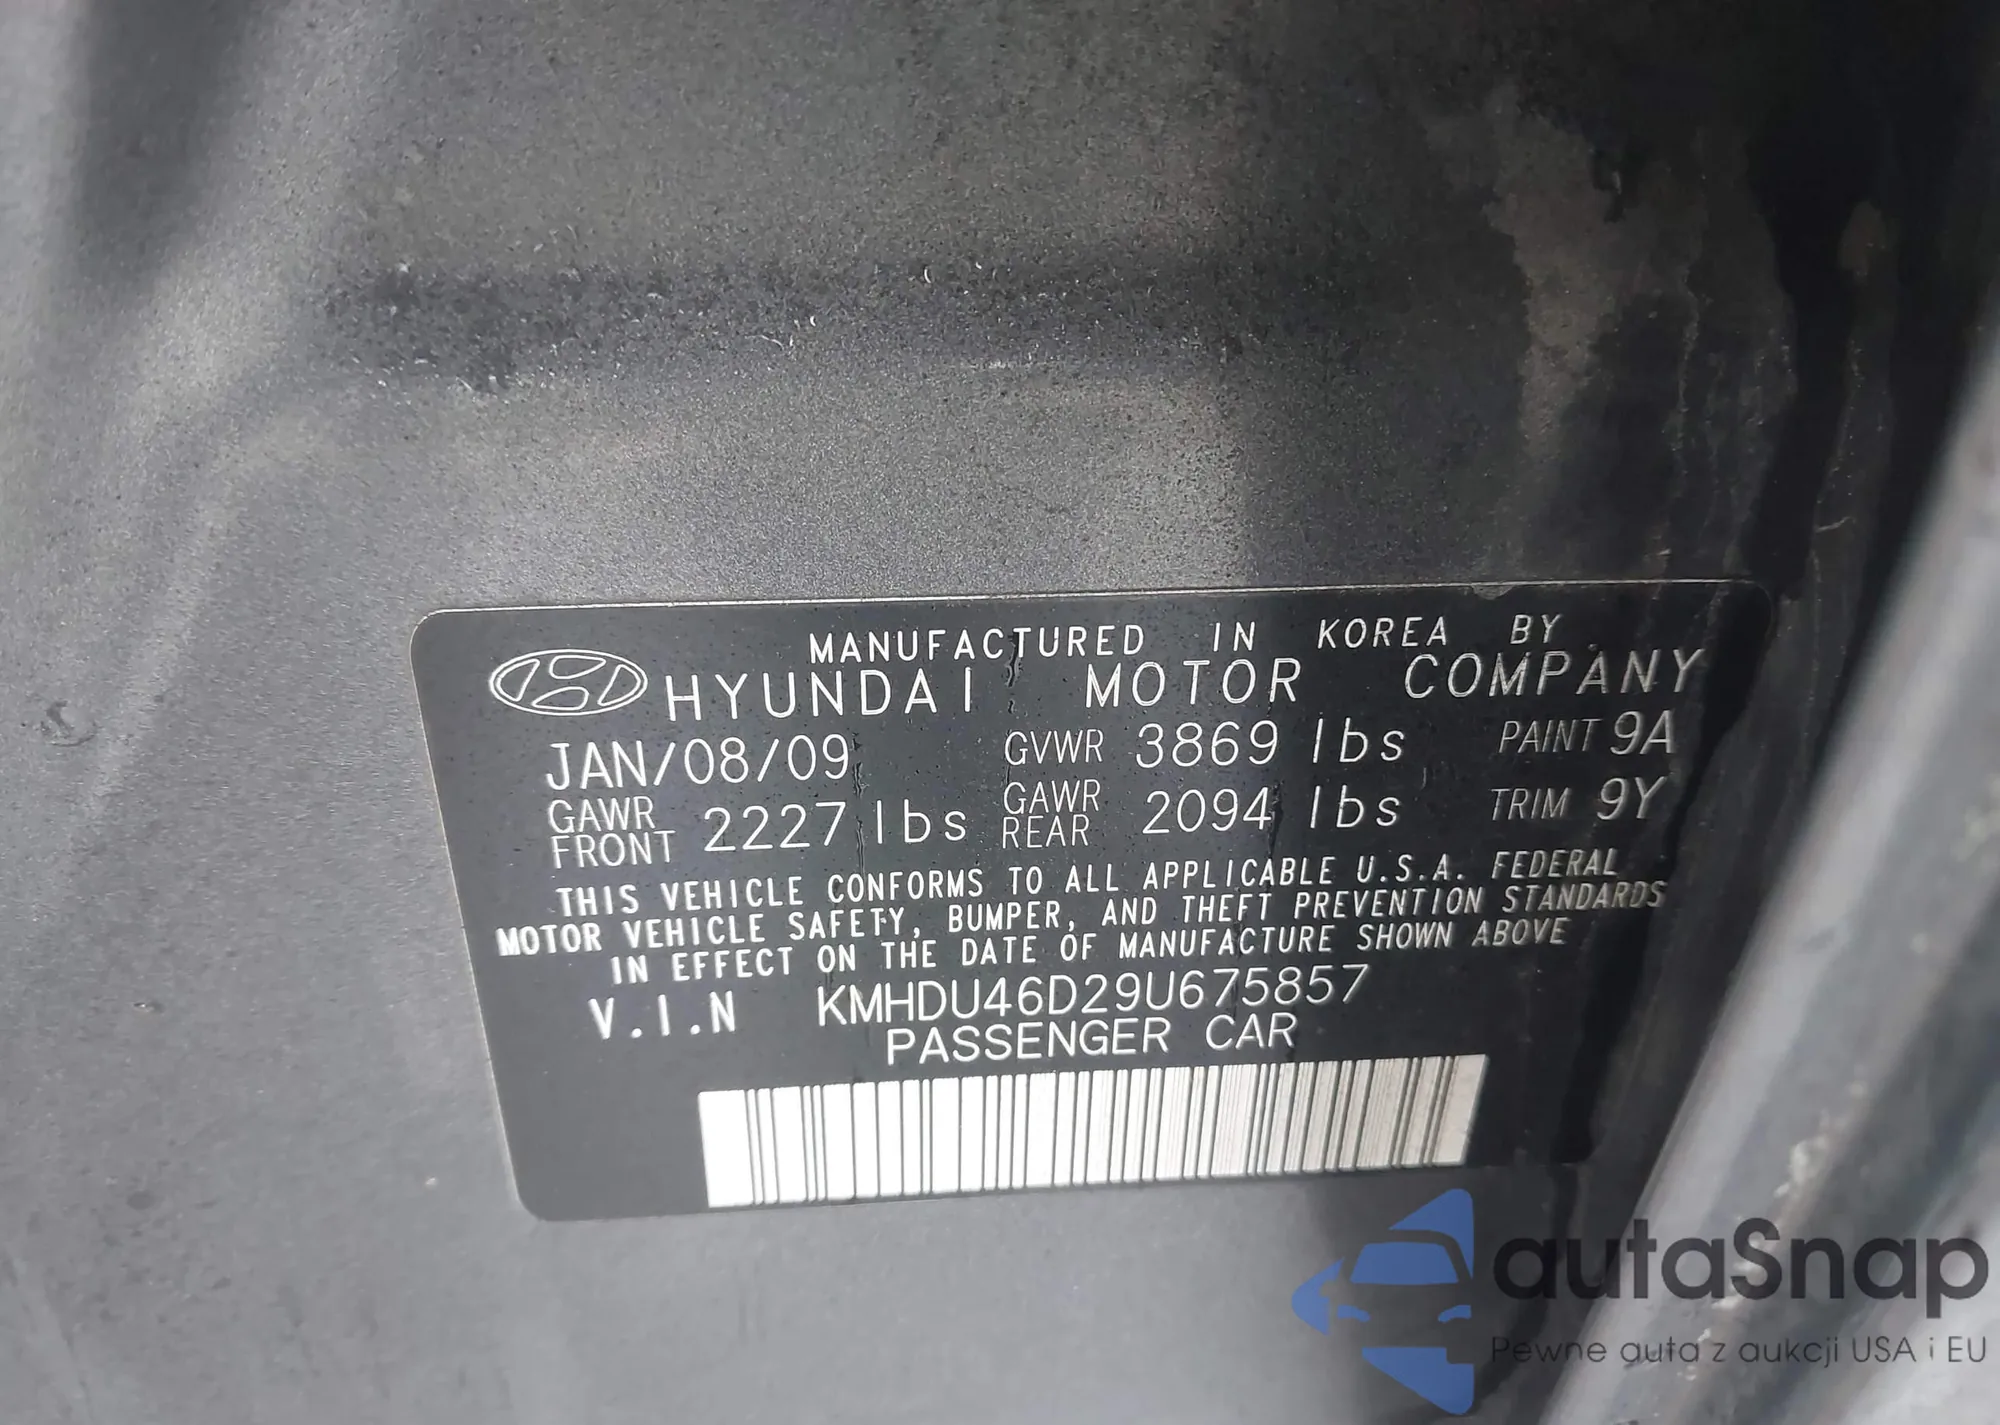 MANUFACTURED IN KOREA BY
HYUNDAI MOTOR COMPANY
JAN/08/09 GVWR 3869 lbs PAINT 9A
GAWR FRONT 2227 lbs GAWR REAR 2094 lbs TRIM 9Y
THIS VEHICLE CONFORMS TO ALL APPLICABLE U.S.A. FEDERAL
MOTOR VEHICLE SAFETY, BUMPER, AND THEFT PREVENTION STANDARDS
IN EFFECT ON THE DATE OF MANUFACTURE SHOWN ABOVE
V.I.N KMHDU46D29U675857
PASSENGER CAR
autaSnap
Pewne auta z aukcji USA i EU